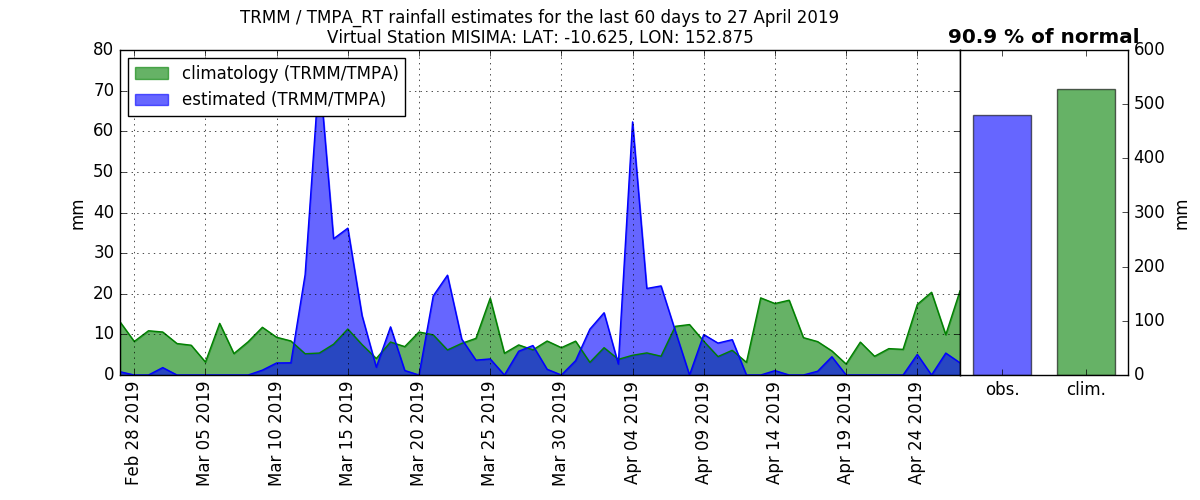 TRMM / TMPA_RT rainfall estimates for the last 60 days to 27 April 2019
Virtual Station MISIMA: LAT: -10.625, LON: 152.875
90.9 % of normal
climatology (TRMM/TMPA)
estimated (TRMM/TMPA)
80
70
60
50
40
30
20
10
0
mm
Feb 28 2019
Mar 05 2019
Mar 10 2019
Mar 15 2019
Mar 20 2019
Mar 25 2019
Mar 30 2019
Apr 04 2019
Apr 09 2019
Apr 14 2019
Apr 19 2019
Apr 24 2019
obs.
clim.
600
500
400
300
200
100
0
mm